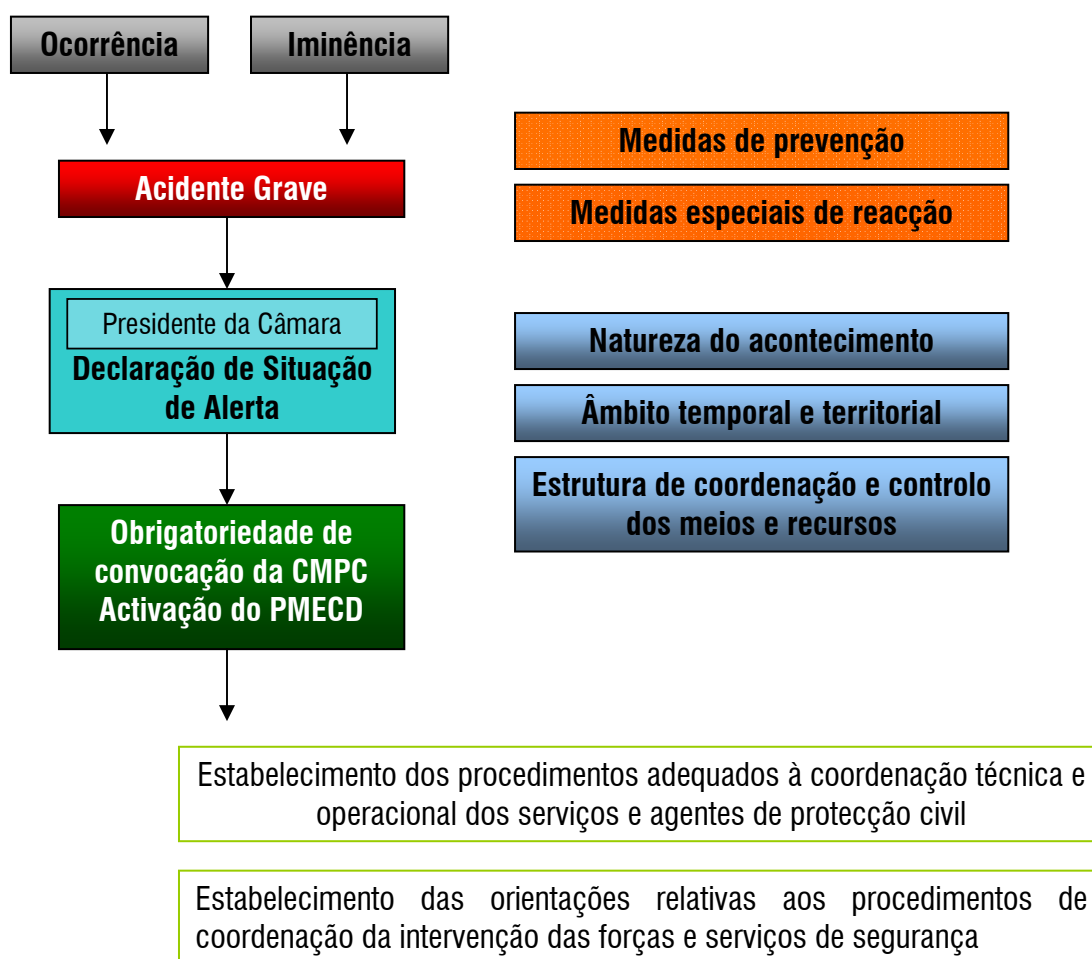 Ocorrência
Iminência
Acidente Grave
Medidas de prevenção
Medidas especiais de reacção
Presidente da Câmara
Declaração de Situação
de Alerta
Natureza do acontecimento
Âmbito temporal e territorial
Estrutura de coordenação e controlo
dos meios e recursos
Obrigatoriedade de
convocação da CMPC
Activação do PMECD
Estabelecimento dos procedimentos adequados à coordenação técnica e
operacional dos serviços e agentes de protecção civil
Estabelecimento das orientações relativas aos procedimentos de
coordenação da intervenção das forças e serviços de segurança